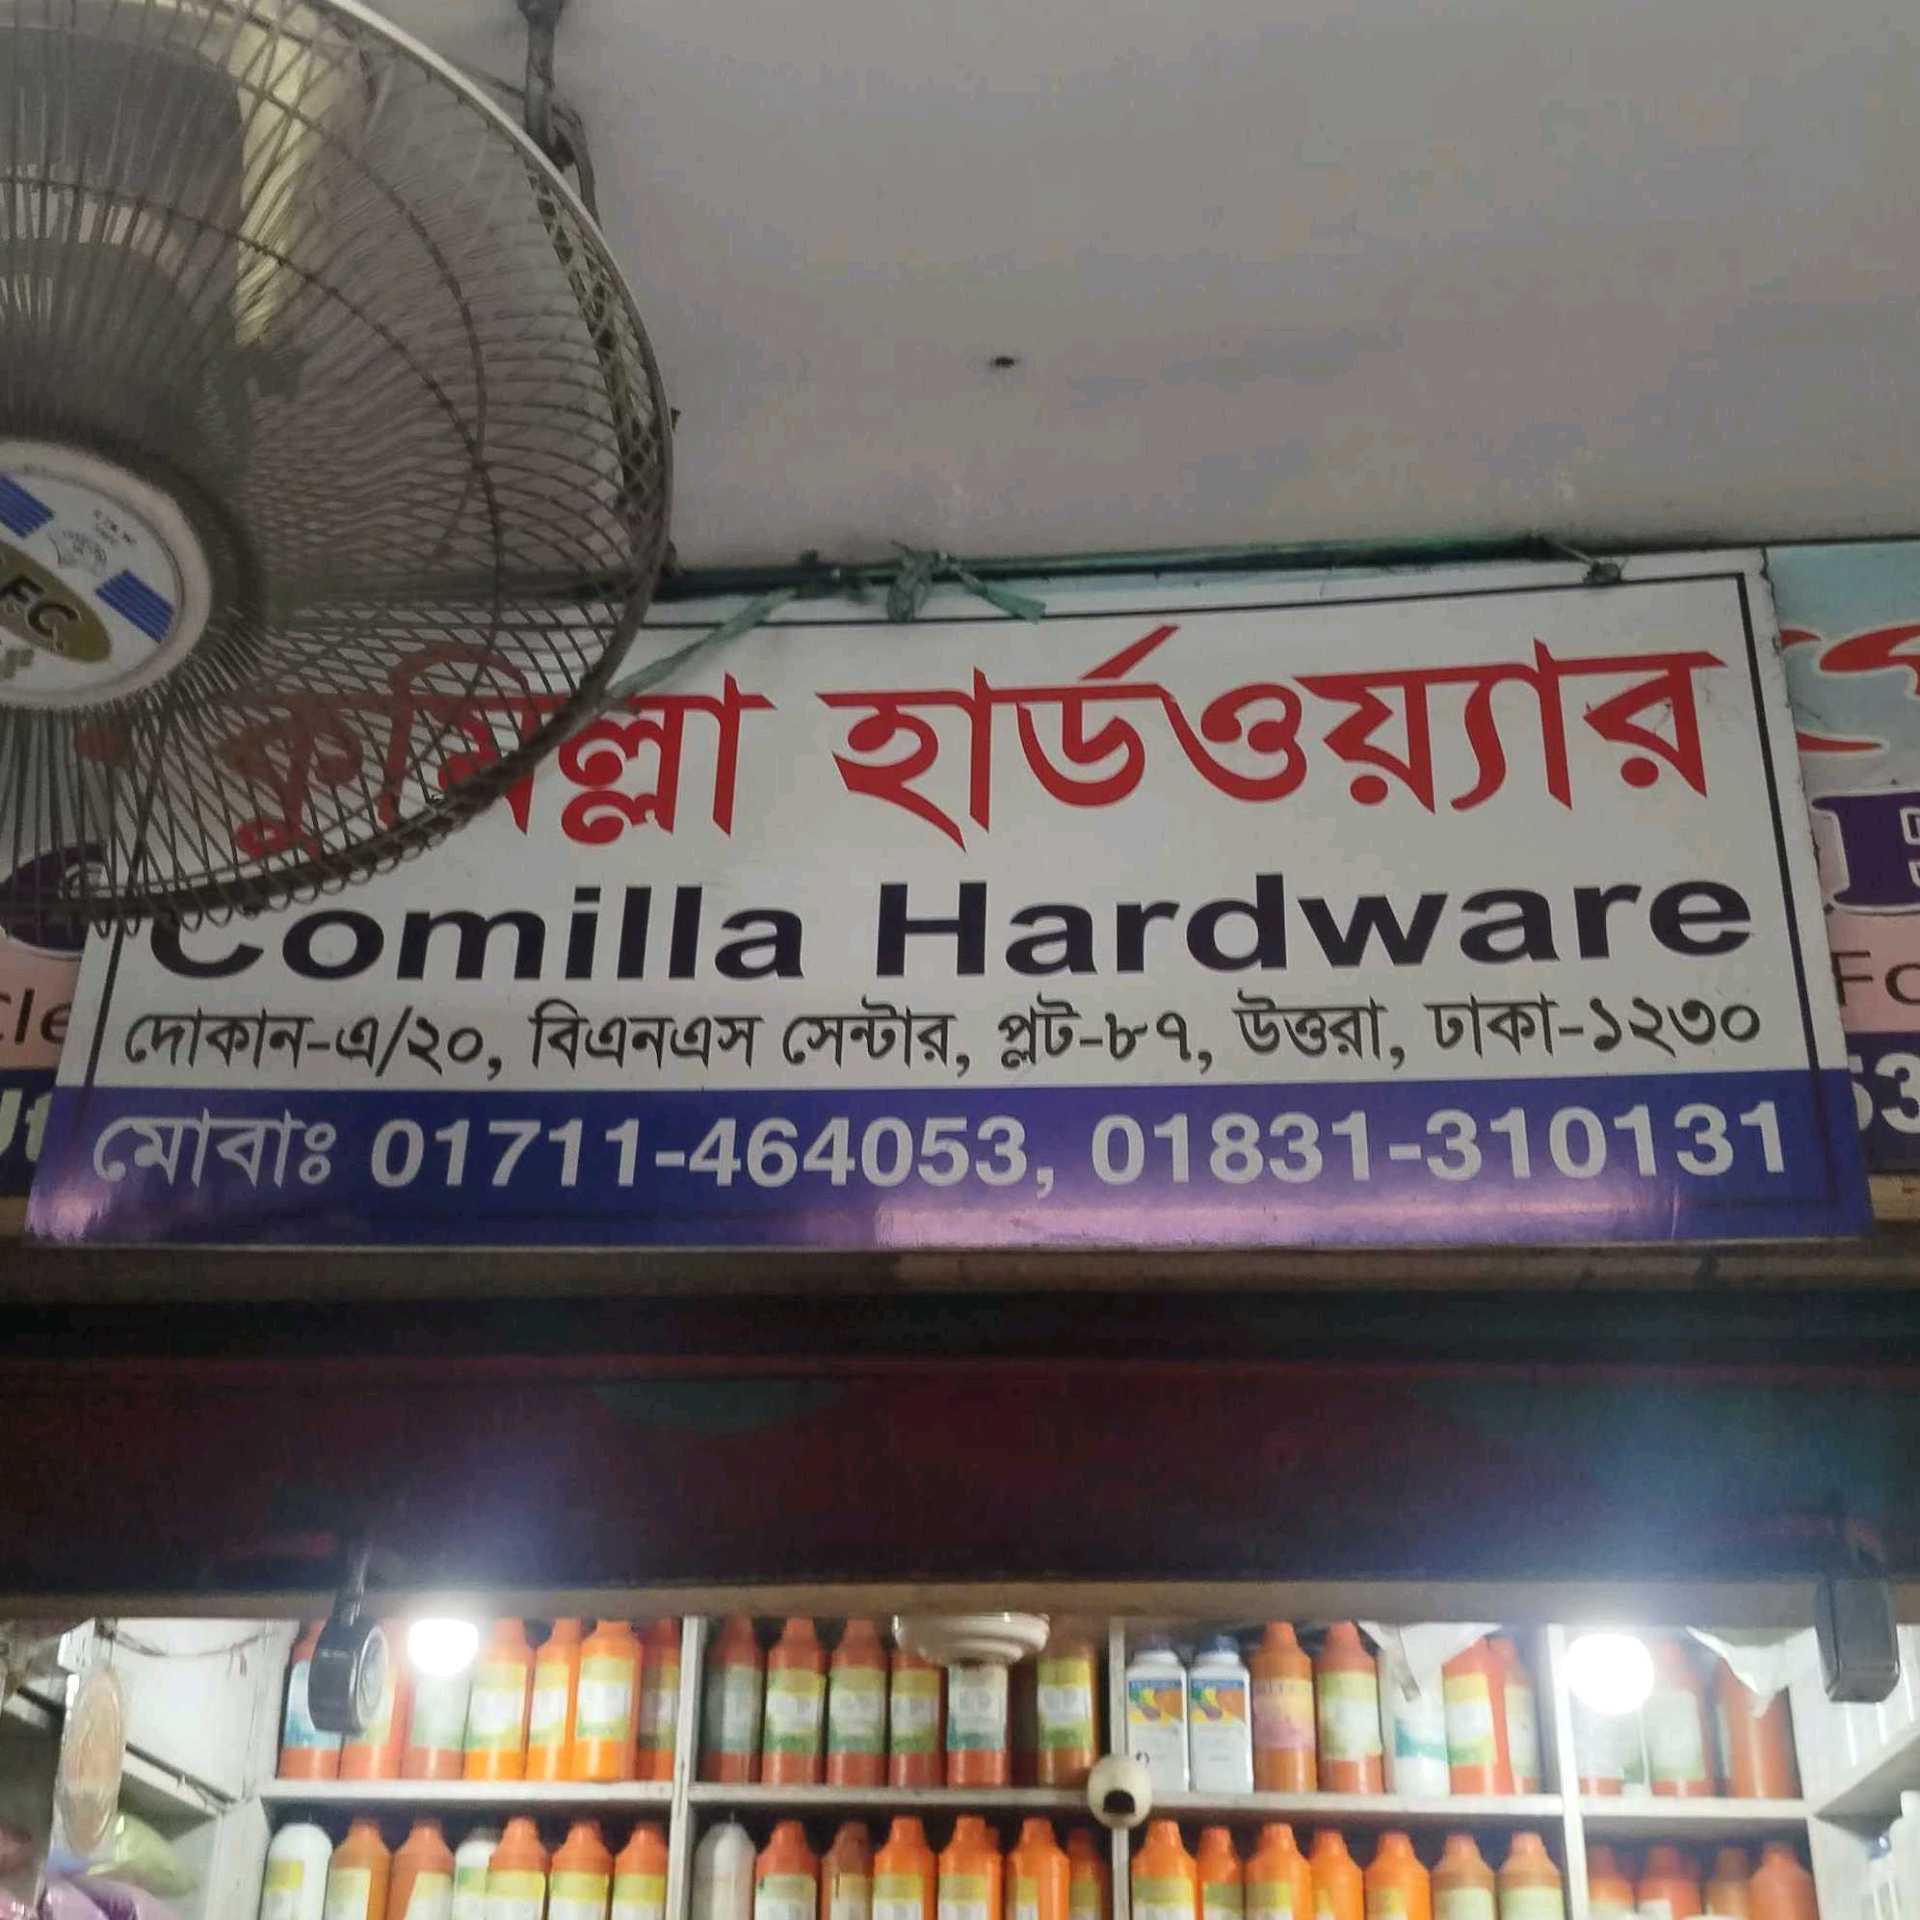 কুমিল্লা হার্ডওয়্যার
Comilla Hardware
দোকান-এ/২০, বিএনএস সেন্টার, প্লট-৮৭, উত্তরা, ঢাকা-১২৩০
মোবাঃ 01711-464053, 01831-310131